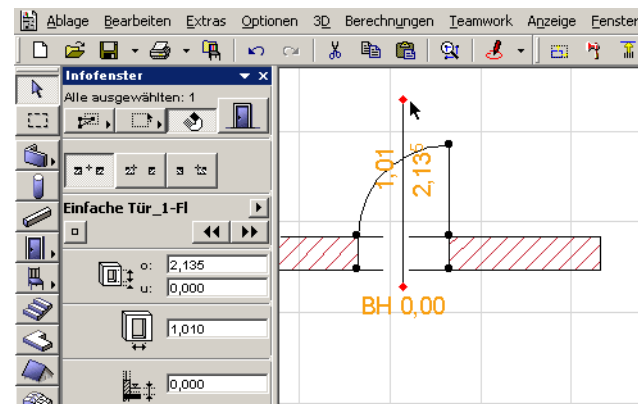 Ablage Bearbeiten Extras Optionen 3D Berechnungen Teamwork Anzeige Fenster
Infofenster
Alle ausgewählten: 1
Einfache Tür_1-Fl
o: 2,135
u: 0,000
1,010
0,000
1,01
2,13⁵
BH 0,00